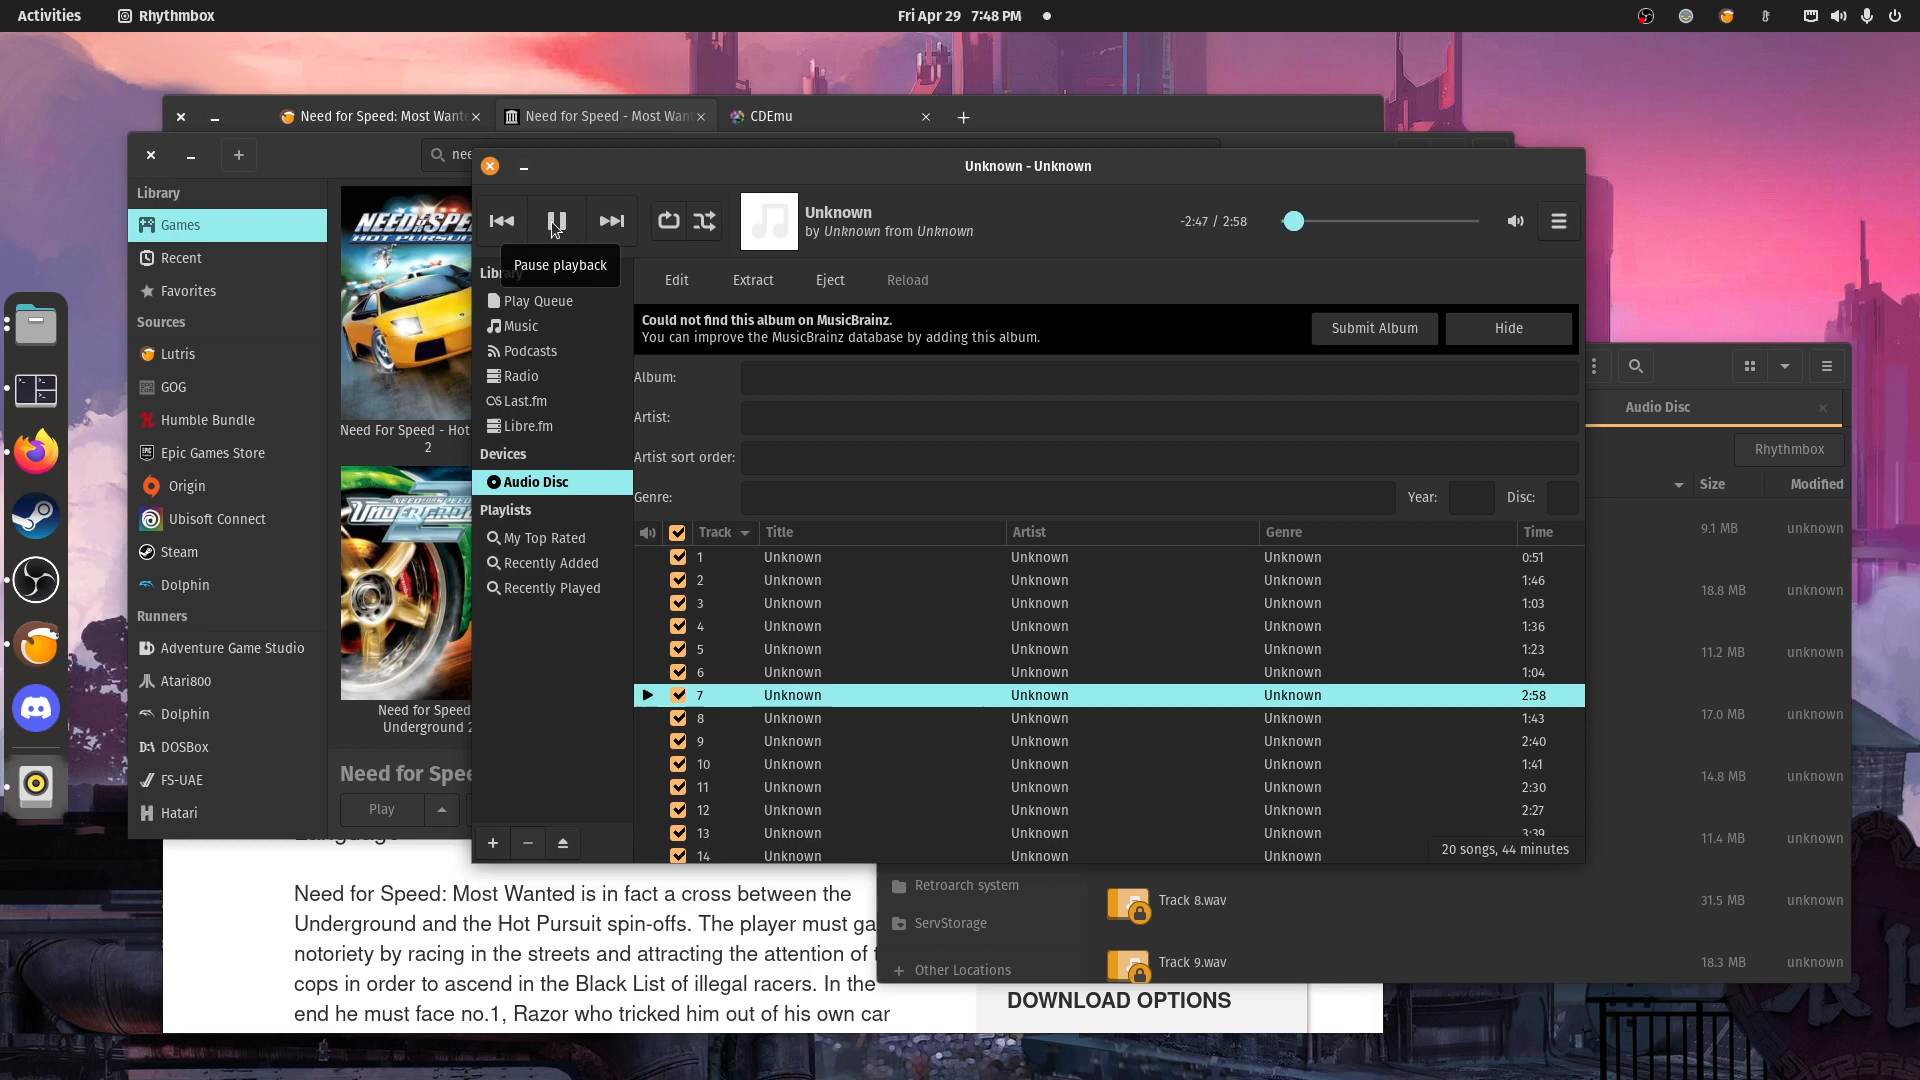 Activities
Rhythmbox
Fri Apr 29 7:48 PM
Need for Speed: Most Wante
Need for Speed - Most Wan
CDEmu
nee
Library
Games
Recent
Favorites
Sources
Lutris
GOG
Humble Bundle
Epic Games Store
Origin
Ubisoft Connect
Steam
Dolphin
Runners
Adventure Game Studio
Atari800
Dolphin
DOSBox
FS-UAE
Hatari
HOT PURSUIT
Need For Speed - Hot
2
Need for Speed
Underground 2
Need for Spee
Play
Unknown - Unknown
Unknown
by Unknown from Unknown
-2:47 / 2:58
Pause playback
Play Queue
Music
Podcasts
Radio
Last.fm
Libre.fm
Devices
Audio Disc
Playlists
My Top Rated
Recently Added
Recently Played
Edit Extract Eject Reload
Could not find this album on MusicBrainz.
You can improve the MusicBrainz database by adding this album.
Submit Album Hide
Album:
Artist:
Artist sort order:
Genre: Year: Disc:
Track Title Artist Genre Time
1 Unknown Unknown Unknown 0:51
2 Unknown Unknown Unknown 1:46
3 Unknown Unknown Unknown 1:03
4 Unknown Unknown Unknown 1:36
5 Unknown Unknown Unknown 1:23
6 Unknown Unknown Unknown 1:04
7 Unknown Unknown Unknown 2:58
8 Unknown Unknown Unknown 1:43
9 Unknown Unknown Unknown 2:40
10 Unknown Unknown Unknown 1:41
11 Unknown Unknown Unknown 2:30
12 Unknown Unknown Unknown 2:27
13 Unknown Unknown Unknown 3:39
14 Unknown Unknown Unknown
20 songs, 44 minutes
Audio Disc
Rhythmbox
Size Modified
9.1 MB unknown
18.8 MB unknown
11.2 MB unknown
17.0 MB unknown
14.8 MB unknown
11.4 MB unknown
Retroarch system
ServStorage
Other Locations
Track 8.wav 31.5 MB unknown
Track 9.wav 18.3 MB unknown
Need for Speed: Most Wanted is in fact a cross between the
Underground and the Hot Pursuit spin-offs. The player must ga
notoriety by racing in the streets and attracting the attention of
cops in order to ascend in the Black List of illegal racers. In the
end he must face no.1, Razor who tricked him out of his own car
DOWNLOAD OPTIONS